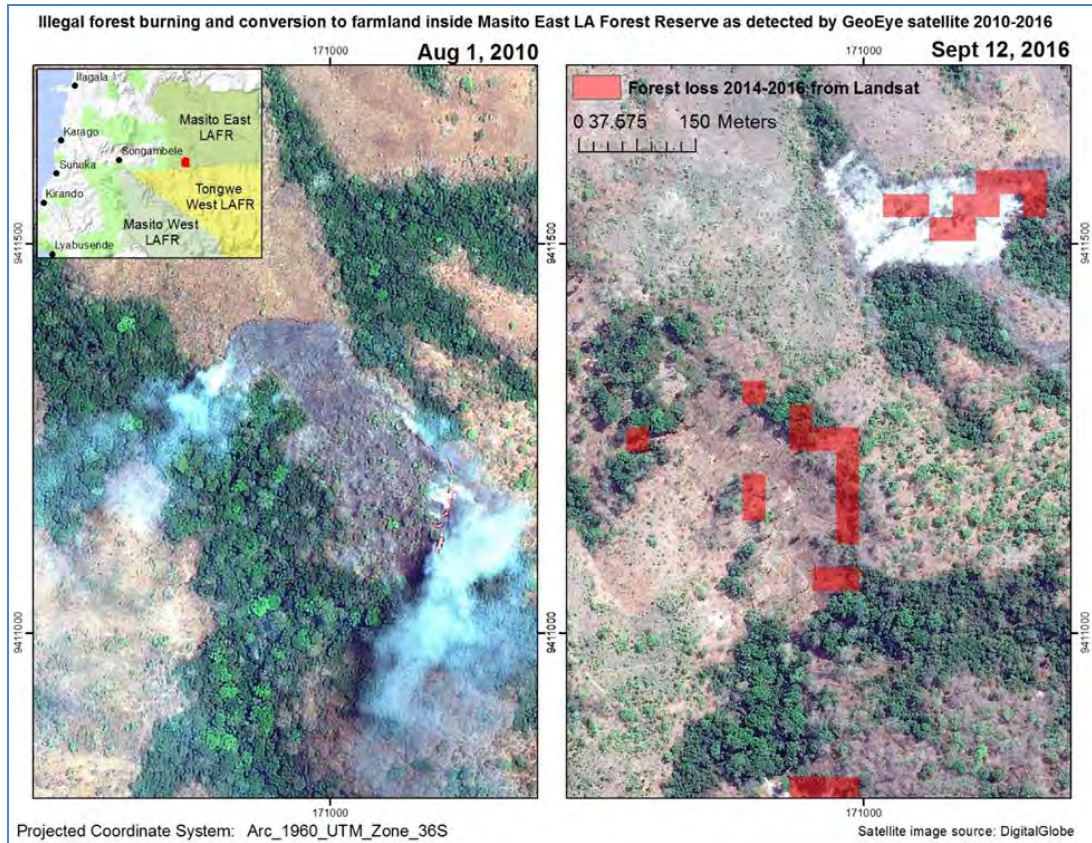 Illegal forest burning and conversion to farmland inside Masito East LA Forest Reserve as detected by GeoEye satellite 2010-2016
171000
Aug 1, 2010
171000
Sept 12, 2016
Ilagala
Masito East
LAFR
Karago
Songambele
Sunuka
Tongwe
West LAFR
Kirando
Masito West
LAFR
Lyabusende
Forest loss 2014-2016 from Landsat
0 37.575 150 Meters
9411500
9411500
9411500
9411000
9411000
9411000
171000
171000
Projected Coordinate System: Arc_1960_UTM_Zone_36S
Satellite image source: DigitalGlobe